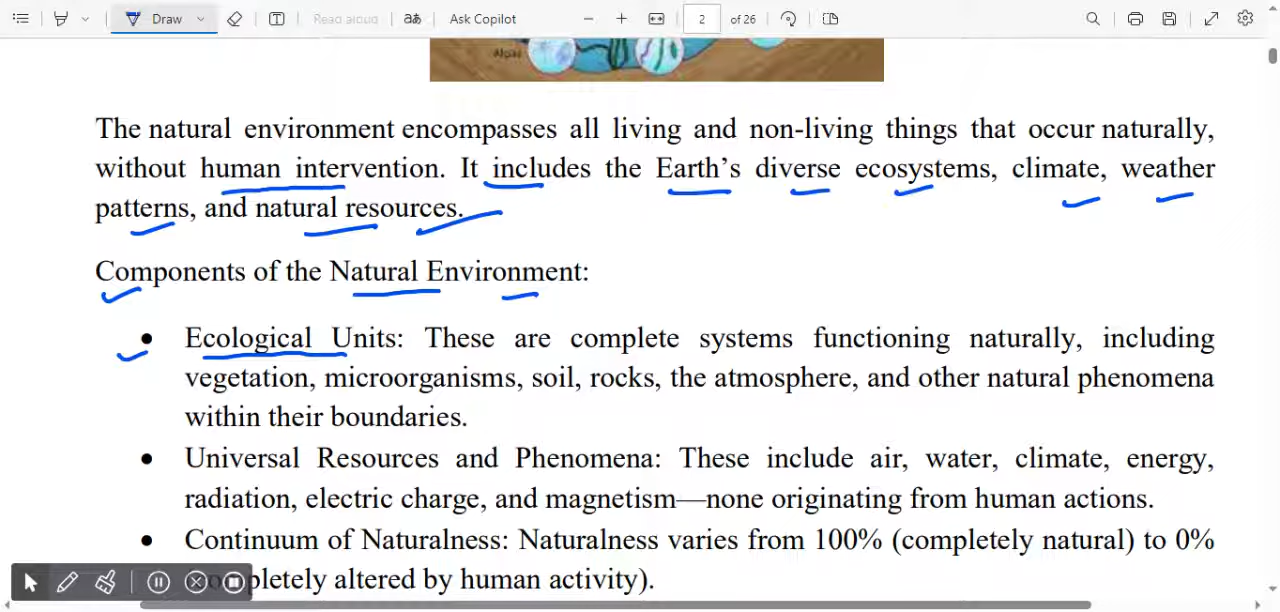 Draw
Read aloud
aあ
Ask Copilot
2
of 26
Algae
The natural environment encompasses all living and non-living things that occur naturally,
without human intervention. It includes the Earth's diverse ecosystems, climate, weather
patterns, and natural resources.
Components of the Natural Environment:
• Ecological Units: These are complete systems functioning naturally, including
vegetation, microorganisms, soil, rocks, the atmosphere, and other natural phenomena
within their boundaries.
• Universal Resources and Phenomena: These include air, water, climate, energy,
radiation, electric charge, and magnetism—none originating from human actions.
• Continuum of Naturalness: Naturalness varies from 100% (completely natural) to 0%
altered by human activity).